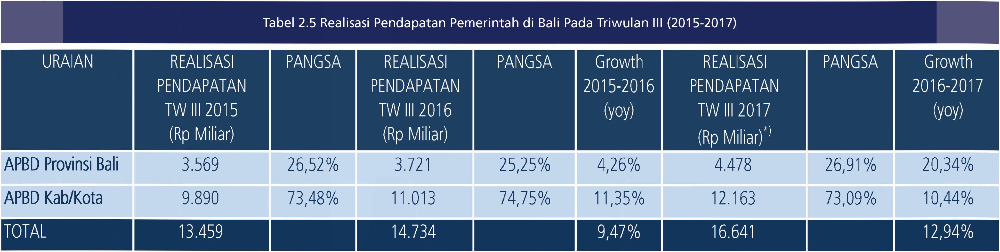 Tabel 2.5 Realisasi Pendapatan Pemerintah di Bali Pada Triwulan III (2015-2017)
URAIAN REALISASI PANGSA REALISASI PANGSA Growth REALISASI PANGSA Growth
PENDAPATAN PENDAPATAN 2015-2016 PENDAPATAN 2016-2017
TW III 2015 TW III 2016 (yoy) TW III 2017 (yoy)
(Rp Miliar) (Rp Miliar) (Rp Miliar)*)
APBD Provinsi Bali 3.569 26,52% 3.721 25,25% 4,26% 4.478 26,91% 20,34%
APBD Kab/Kota 9.890 73,48% 11.013 74,75% 11,35% 12.163 73,09% 10,44%
TOTAL 13.459 14.734 9,47% 16.641 12,94%